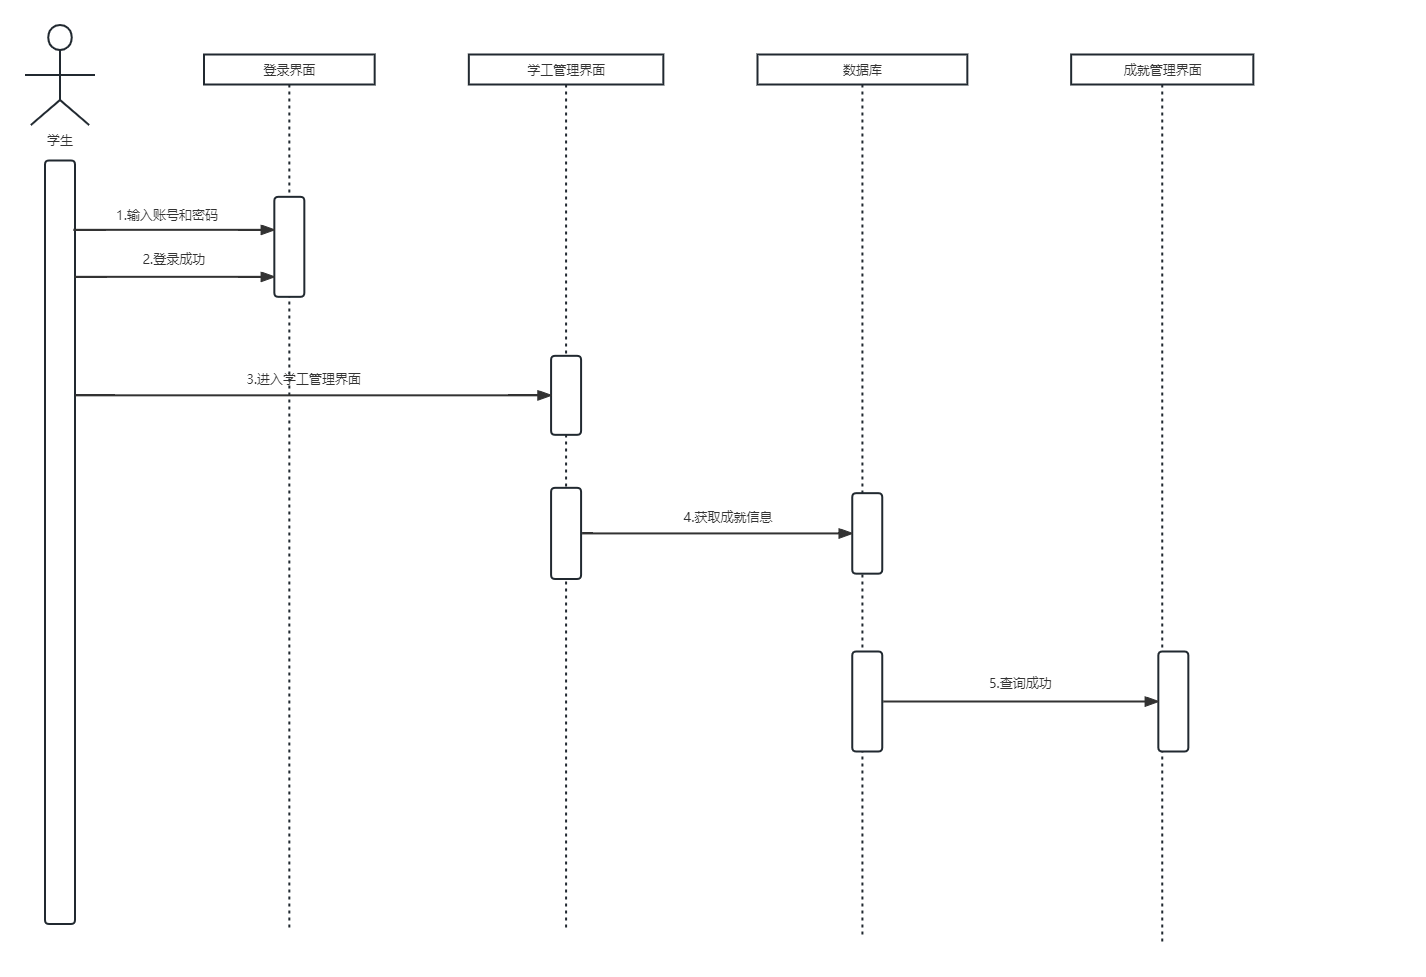 登录界面
学工管理界面
数据库
成就管理界面
学生
1.输入账号和密码
2.登录成功
3.进入学工管理界面
4.获取成就信息
5.查询成功